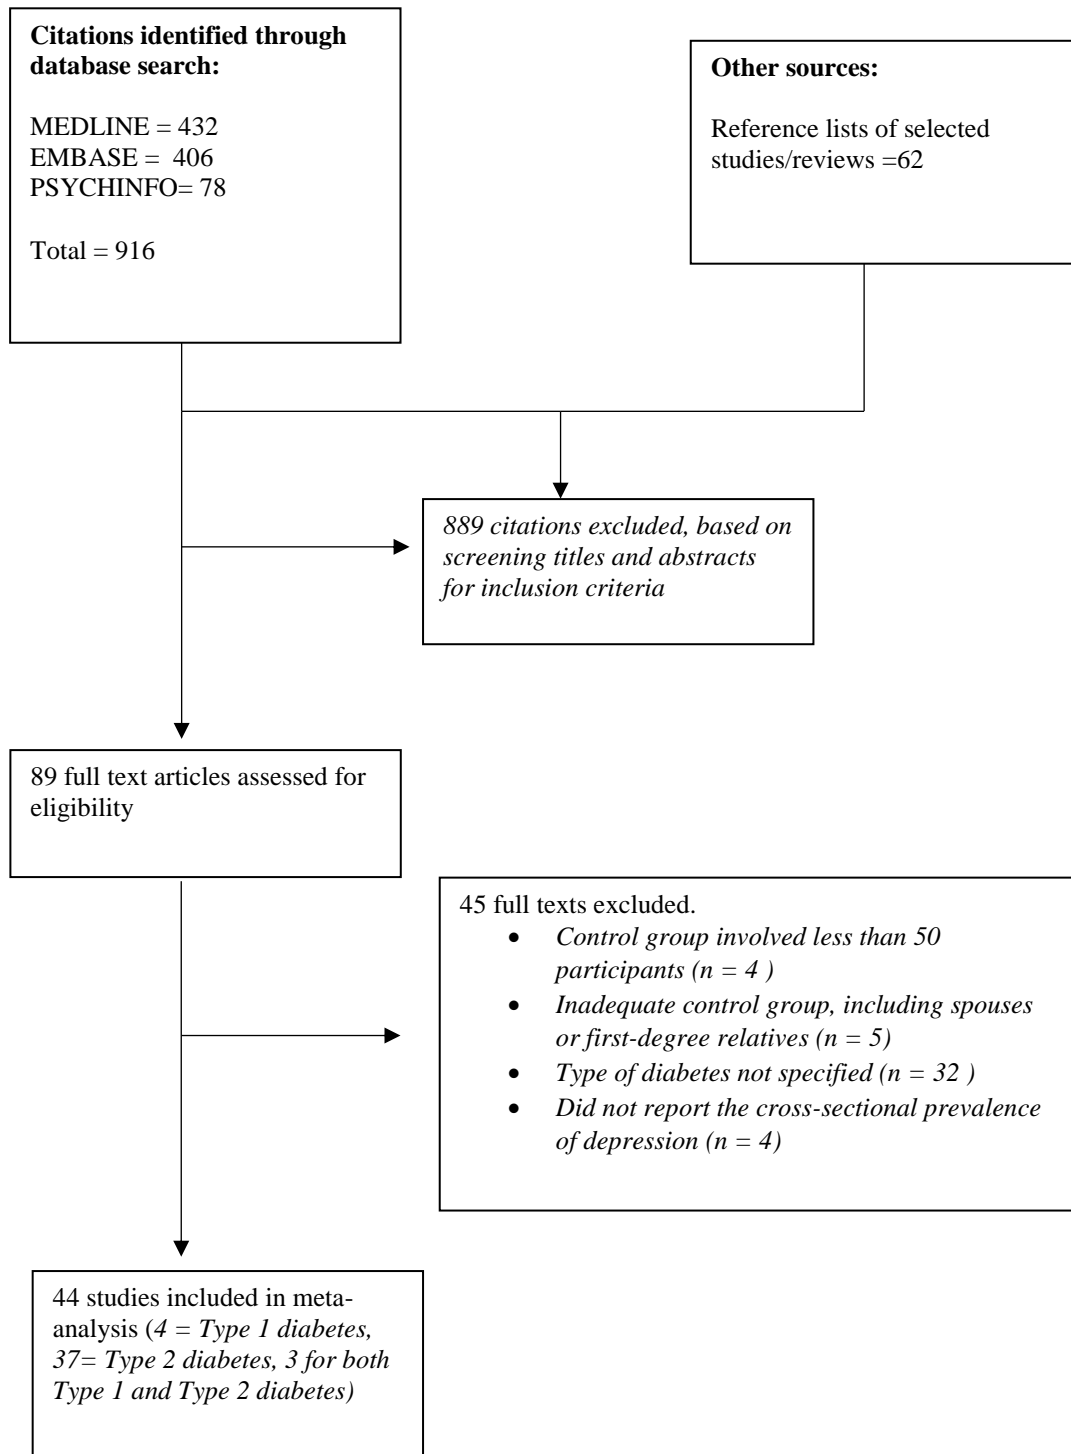 Citations identified through
database search:
MEDLINE = 432
EMBASE =  406
PSYCHINFO= 78
Total = 916
Other sources:
Reference lists of selected
studies/reviews =62
889 citations excluded, based on
screening titles and abstracts
for inclusion criteria
89 full text articles assessed for
eligibility
45 full texts excluded.
• Control group involved less than 50
participants (n = 4 )
• Inadequate control group, including spouses
or first-degree relatives (n = 5)
• Type of diabetes not specified (n = 32 )
• Did not report the cross-sectional prevalence
of depression (n = 4)
44 studies included in meta-
analysis (4 = Type 1 diabetes,
37= Type 2 diabetes, 3 for both
Type 1 and Type 2 diabetes)